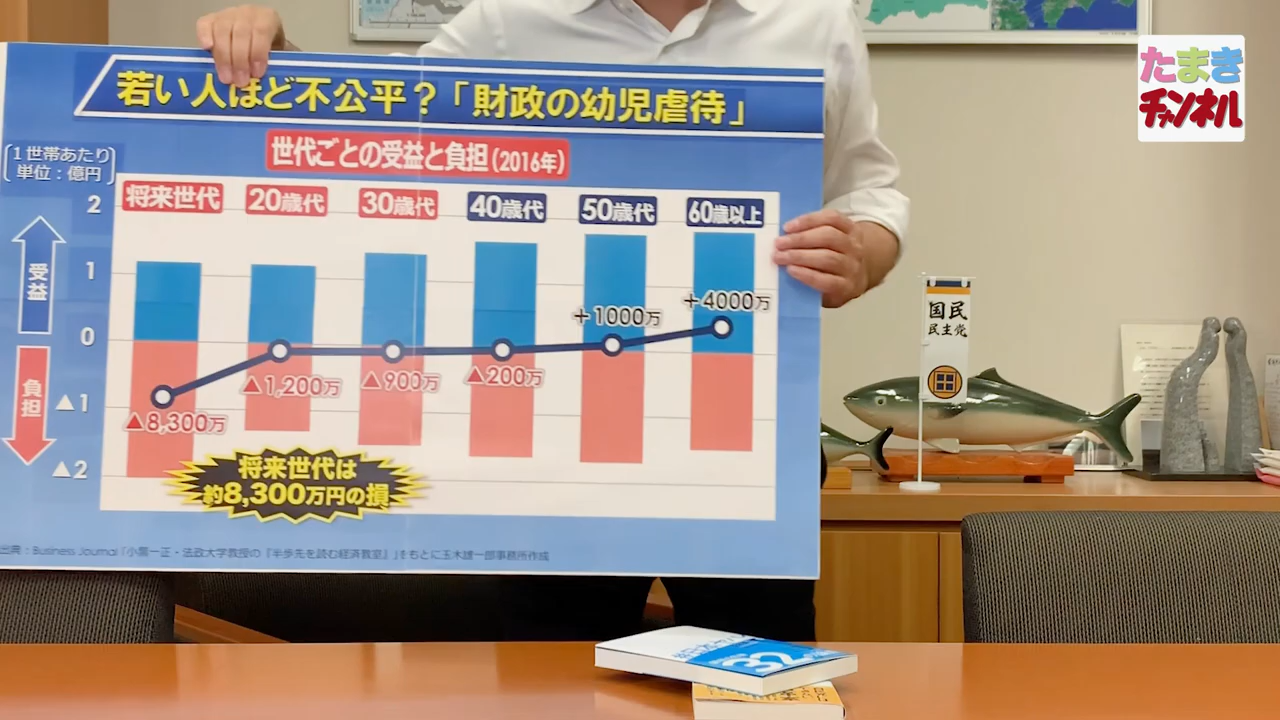 若い人ほど不公平?「財政の幼児虐待」
たまき
チャンネル
世代ごとの受益と負担(2016年)
1世帯あたり
単位:億円
将来世代
20歳代
30歳代
40歳代
50歳代
60歳以上
2
1
0
▲1
▲2
受益
負担
▲8,300万
▲1,200万
▲900万
▲200万
+1000万
+4000万
将来世代は
約8,300万円の損
出典:Business Journal「小黒一正・法政大学教授の『半歩先を読む経済教室』」をもとに玉木雄一郎事務所作成
国民
民主党
32